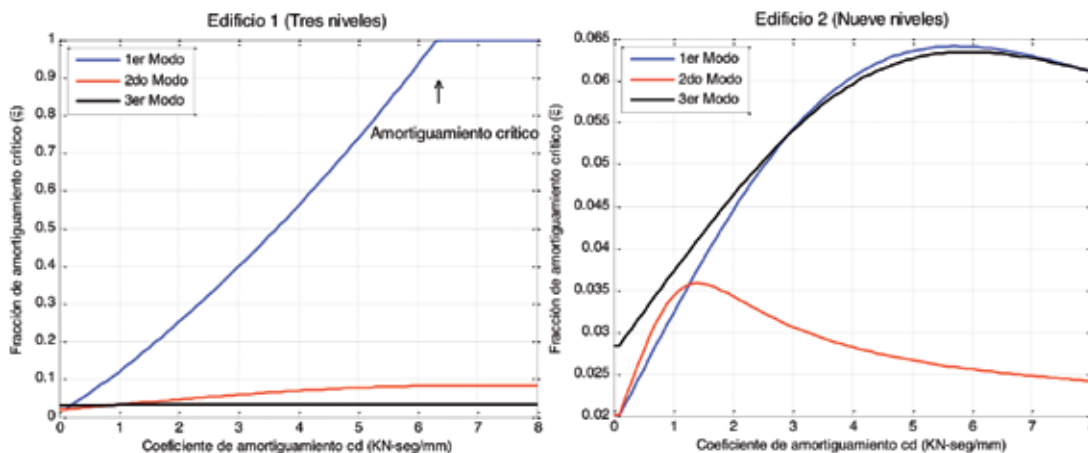 Edificio 1 (Tres niveles)
1er Modo
2do Modo
3er Modo
Amortiguamiento crítico
Fracción de amortiguamiento crítico (ξ)
1
0.9
0.8
0.7
0.6
0.5
0.4
0.3
0.2
0.1
0
0 1 2 3 4 5 6 7 8
Coeficiente de amortiguamiento cd (KN-seg/mm)
Edificio 2 (Nueve niveles)
1er Modo
2do Modo
3er Modo
Fracción de amortiguamiento crítico (ξ)
0.065
0.06
0.055
0.05
0.045
0.04
0.035
0.03
0.025
0.02
0 1 2 3 4 5 6 7
Coeficiente de amortiguamiento cd (KN-seg/mm)